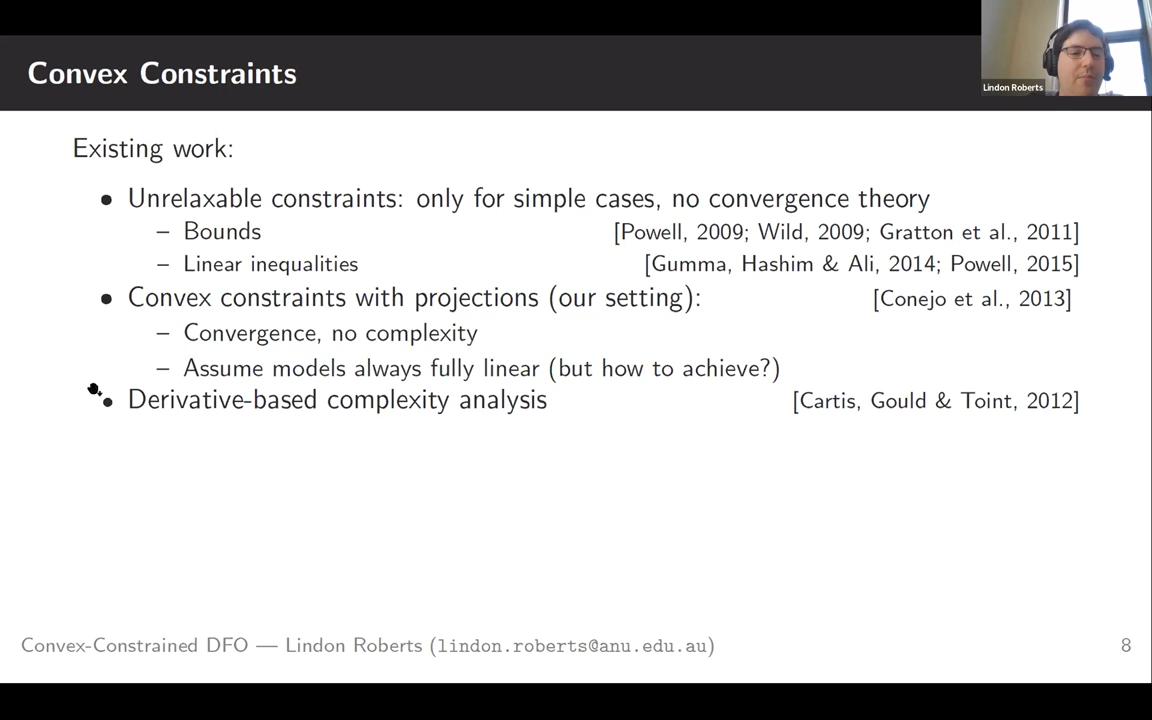 Convex Constraints
Lindon Roberts
Existing work:
• Unrelaxable constraints: only for simple cases, no convergence theory
– Bounds [Powell, 2009; Wild, 2009; Gratton et al., 2011]
– Linear inequalities [Gumma, Hashim & Ali, 2014; Powell, 2015]
• Convex constraints with projections (our setting): [Conejo et al., 2013]
– Convergence, no complexity
– Assume models always fully linear (but how to achieve?)
• Derivative-based complexity analysis [Cartis, Gould & Toint, 2012]
Convex-Constrained DFO — Lindon Roberts (lindon.roberts@anu.edu.au) 8